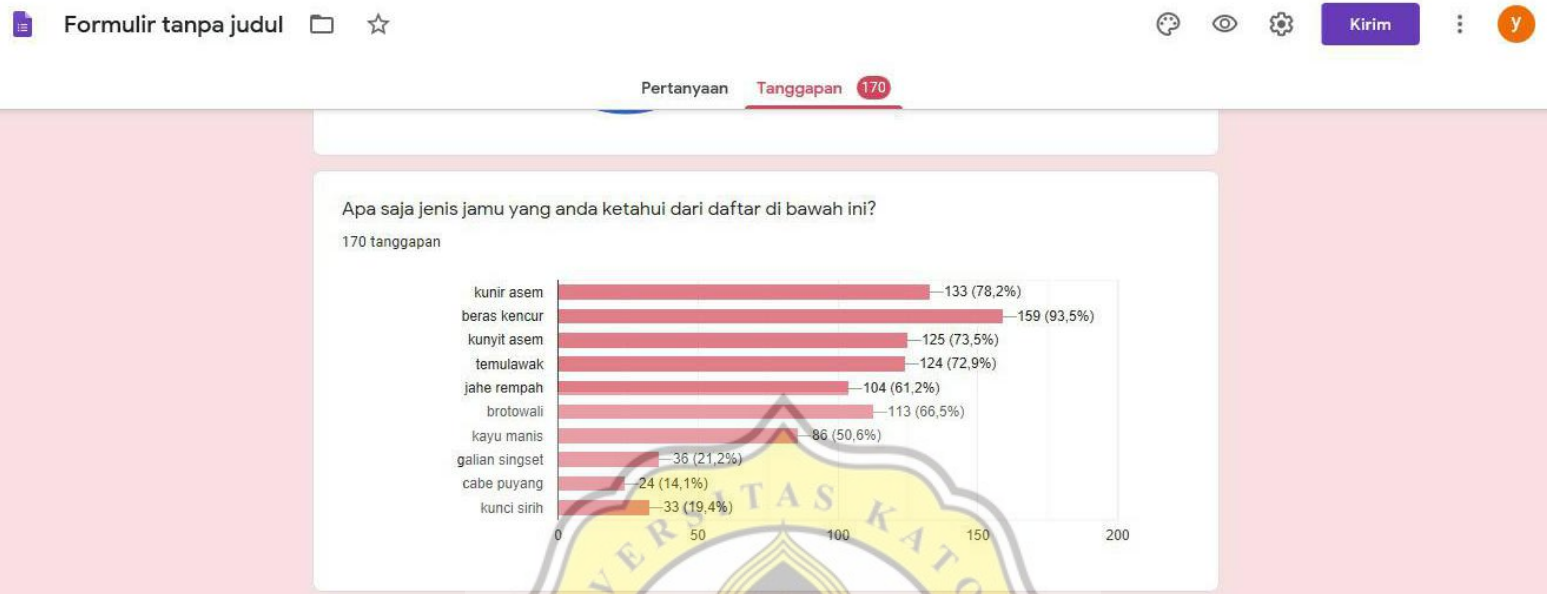 Formulir tanpa judul
Kirim
y
Pertanyaan Tanggapan 170
Apa saja jenis jamu yang anda ketahui dari daftar di bawah ini?
170 tanggapan
kunir asem 133 (78,2%)
beras kencur 159 (93,5%)
kunyit asem 125 (73,5%)
temulawak 124 (72,9%)
jahe rempah 104 (61,2%)
brotowali 113 (66,5%)
kayu manis 86 (50,6%)
galian singset 36 (21,2%)
cabe puyang 24 (14,1%)
kunci sirih 33 (19,4%)
0 50 100 150 200
VERSITAS KATO